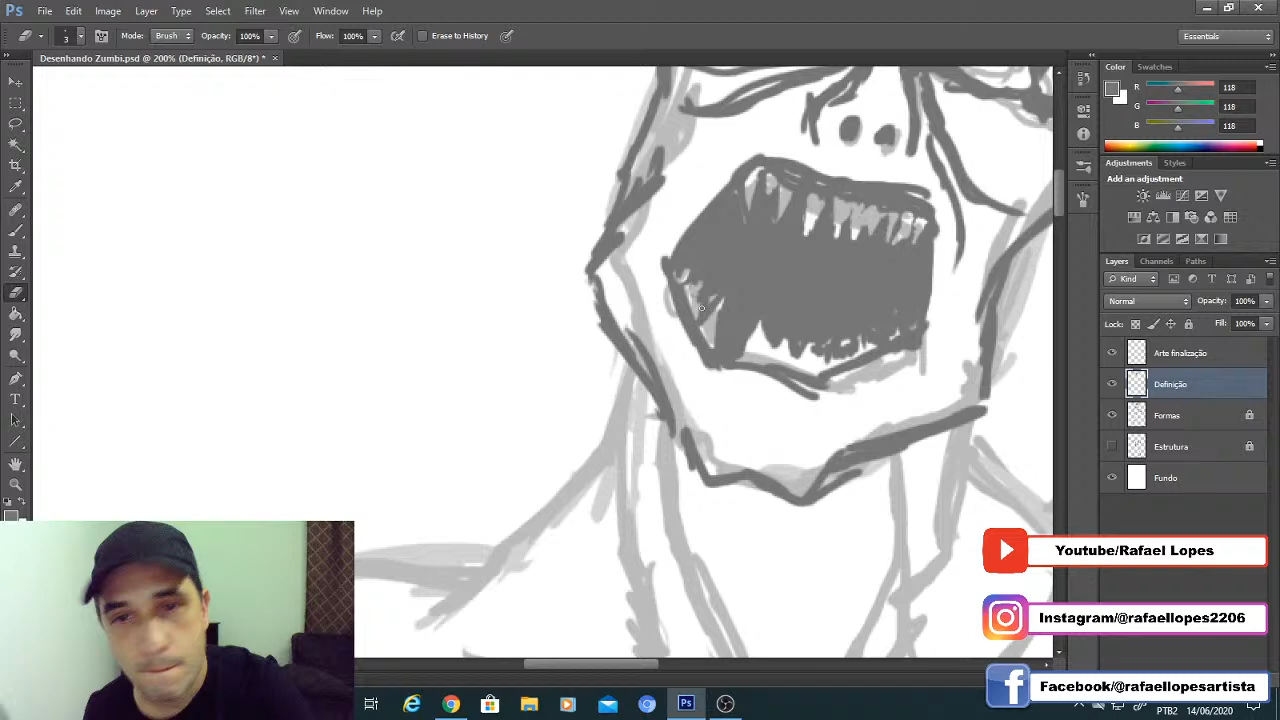 Ps File Edit Image Layer Type Select Filter View Window Help
3 Mode: Brush Opacity: 100% Flow: 100% Erase to History Essentials
Desenhando Zumbi.psd @ 200% (Definição, RGB/8*) * ×
Color Swatches
R 118
G 118
B 118
Adjustments Styles
Add an adjustment
Layers Channels Paths
Kind
Normal Opacity: 100%
Lock: Fill: 100%
Arte finalização
Definição
Formas
Estrutura
Fundo
Youtube/Rafael Lopes
Instagram/@rafaellopes2206
Facebook/@rafaellopesartista
PTB2 14/06/2020